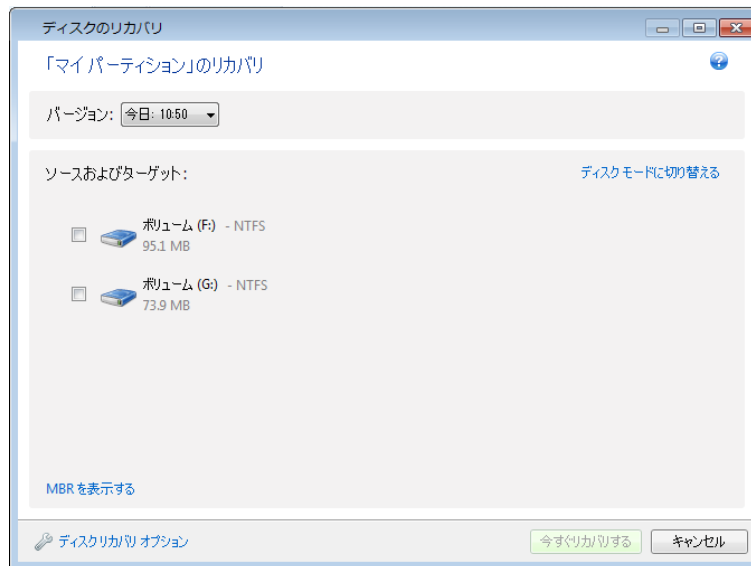 ディスクのリカバリ
「マイ パーティション」のリカバリ
バージョン: 今日: 10:50
ソースおよびターゲット: ディスク モードに切り替える
ボリューム (F:) - NTFS
95.1 MB
ボリューム (G:) - NTFS
73.9 MB
MBR を表示する
ディスク リカバリ オプション 今すぐリカバリする キャンセル